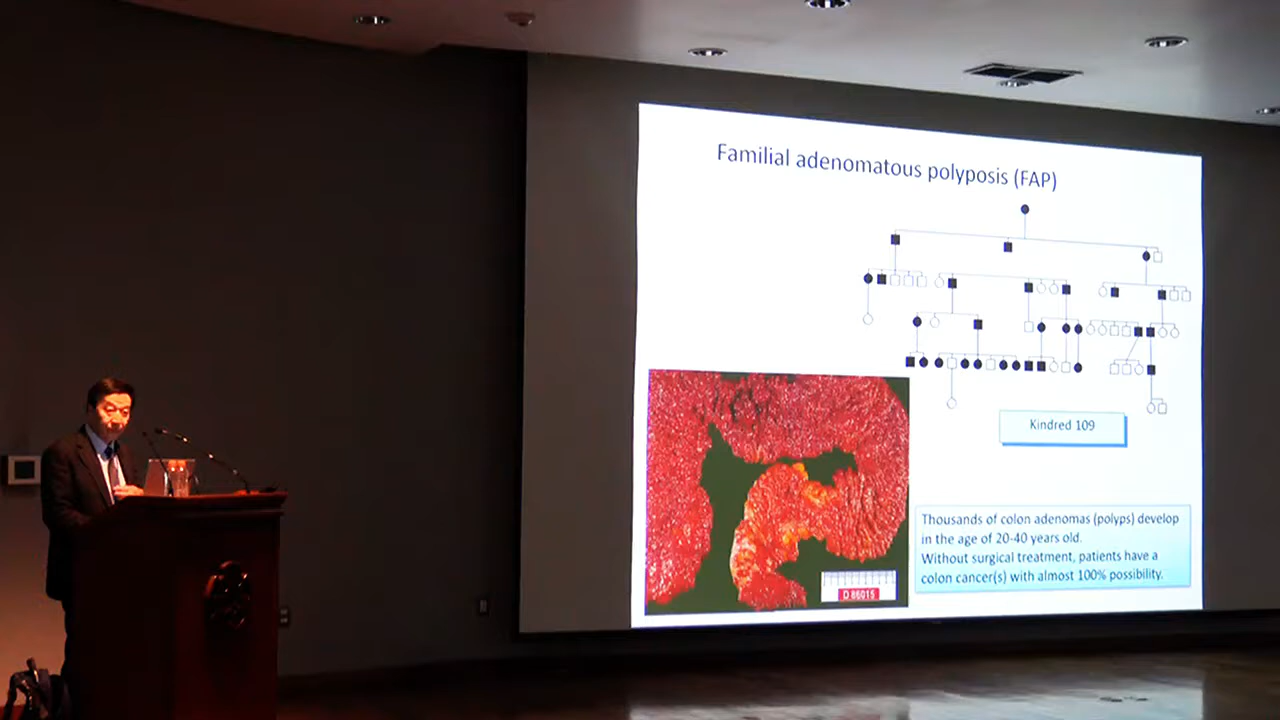 Familial adenomatous polyposis (FAP)
Kindred 109
Thousands of colon adenomas (polyps) develop
in the age of 20-40 years old.
Without surgical treatment, patients have a
colon cancer(s) with almost 100% possibility.
D 86015